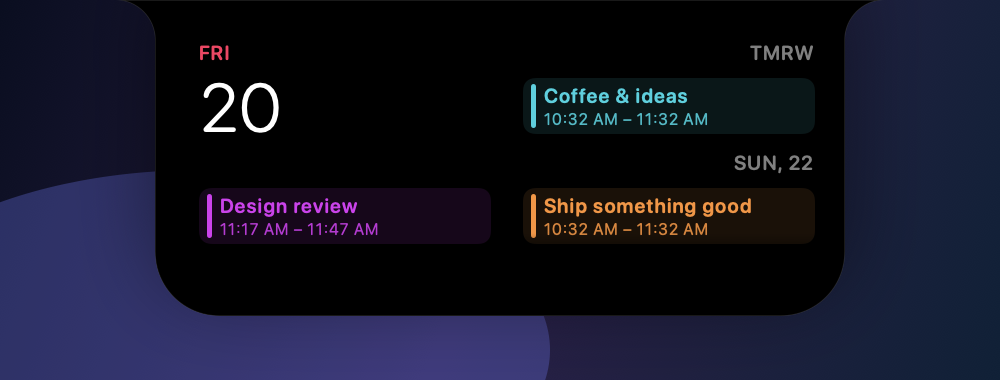 FRI
20
Design review
11:17 AM – 11:47 AM
TMRW
Coffee & ideas
10:32 AM – 11:32 AM
SUN, 22
Ship something good
10:32 AM – 11:32 AM